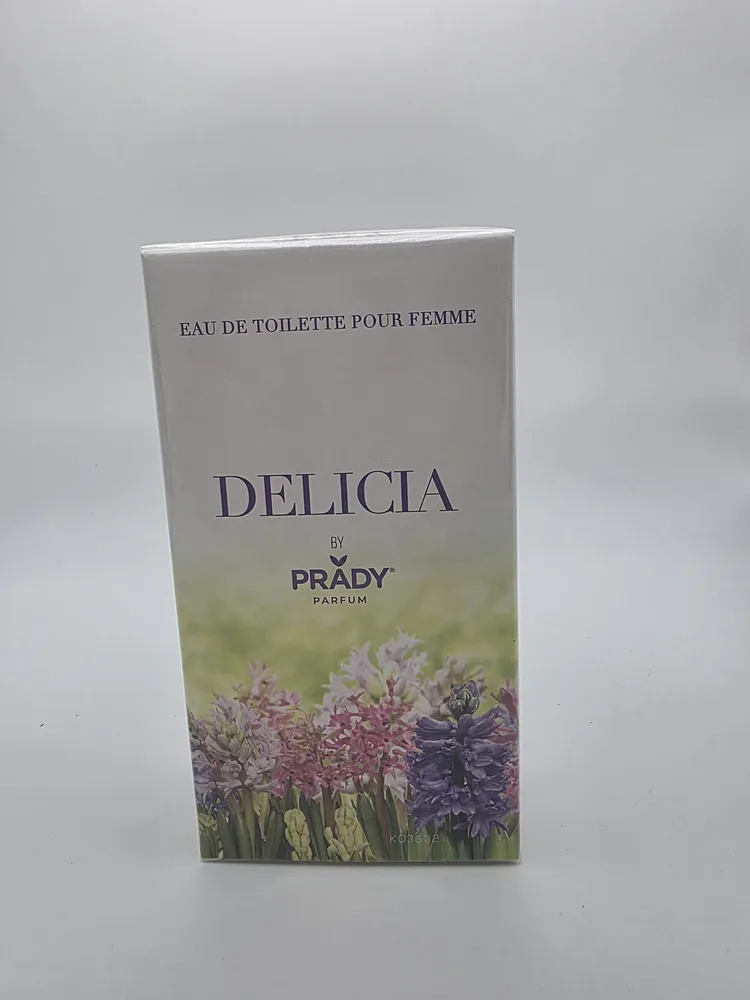 EAU DE TOILETTE POUR FEMME
DELICIA
BY
PRADY®
PARFUM